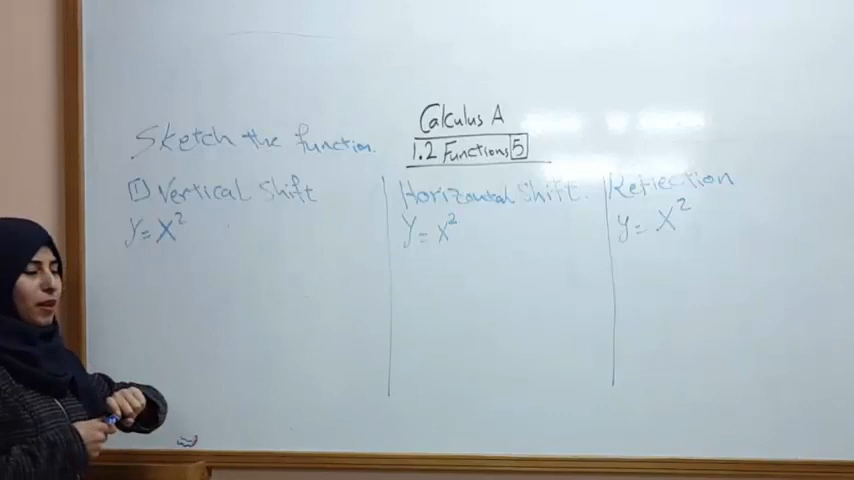 Calculus A
1.2 Functions 5
Sketch the function.
① Vertical Shift
y = x²
Horizontal Shift.
y = x²
Reflection
y = x²